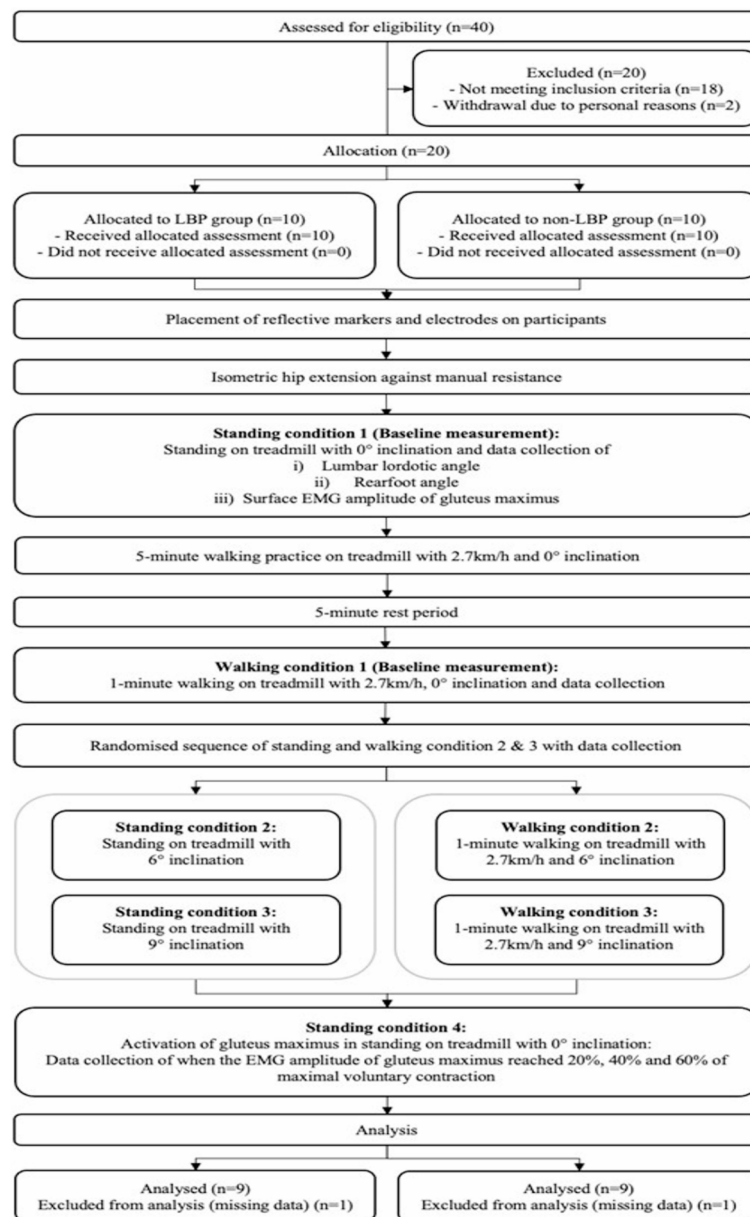 Assessed for eligibility (n=40)
Excluded (n=20)
- Not meeting inclusion criteria (n=18)
- Withdrawal due to personal reasons (n=2)
Allocation (n=20)
Allocated to LBP group (n=10)
- Received allocated assessment (n=10)
- Did not receive allocated assessment (n=0)
Allocated to non-LBP group (n=10)
- Received allocated assessment (n=10)
- Did not received allocated assessment (n=0)
Placement of reflective markers and electrodes on participants
Isometric hip extension against manual resistance
Standing condition 1 (Baseline measurement):
Standing on treadmill with 0° inclination and data collection of
i) Lumbar lordotic angle
ii) Rearfoot angle
iii) Surface EMG amplitude of gluteus maximus
5-minute walking practice on treadmill with 2.7km/h and 0° inclination
5-minute rest period
Walking condition 1 (Baseline measurement):
1-minute walking on treadmill with 2.7km/h, 0° inclination and data collection
Randomised sequence of standing and walking condition 2 & 3 with data collection
Standing condition 2:
Standing on treadmill with
6° inclination
Standing condition 3:
Standing on treadmill with
9° inclination
Walking condition 2:
1-minute walking on treadmill with
2.7km/h and 6° inclination
Walking condition 3:
1-minute walking on treadmill with
2.7km/h and 9° inclination
Standing condition 4:
Activation of gluteus maximus in standing on treadmill with 0° inclination:
Data collection of when the EMG amplitude of gluteus maximus reached 20%, 40% and 60% of
maximal voluntary contraction
Analysis
Analysed (n=9)
Excluded from analysis (missing data) (n=1)
Analysed (n=9)
Excluded from analysis (missing data) (n=1)